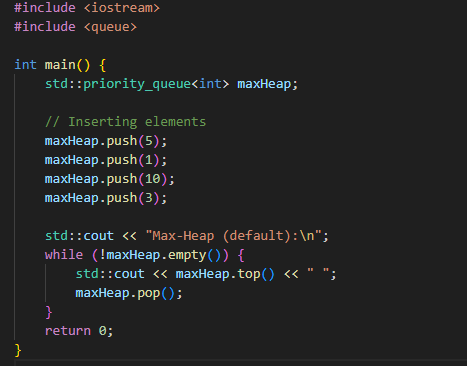 #include <iostream>
#include <queue>

int main() {
    std::priority_queue<int> maxHeap;

    // Inserting elements
    maxHeap.push(5);
    maxHeap.push(1);
    maxHeap.push(10);
    maxHeap.push(3);

    std::cout << "Max-Heap (default):\n";
    while (!maxHeap.empty()) {
        std::cout << maxHeap.top() << " ";
        maxHeap.pop();
    }
    return 0;
}